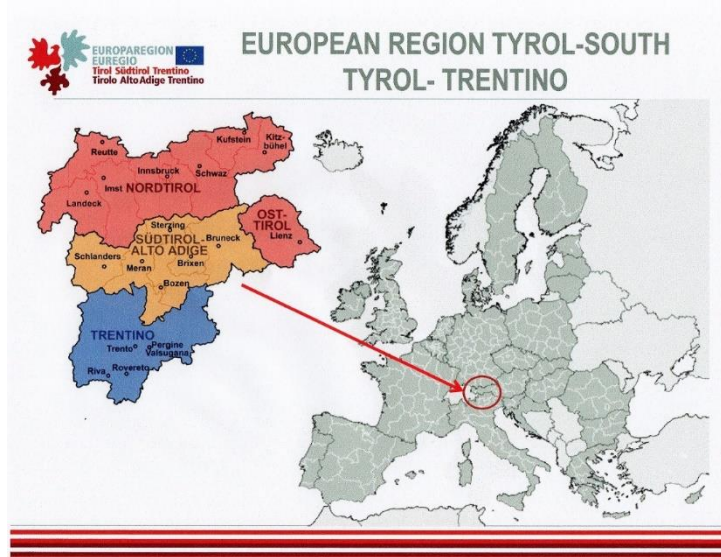 EUROPAREGION
EUREGIO
Tirol Südtirol Trentino
Tirolo Alto Adige Trentino
EUROPEAN REGION TYROL-SOUTH
TYROL- TRENTINO
Kufstein
Kitz-
bühel
Reutte
Innsbruck
Schwaz
Imst
NORDTIROL
Landeck
OST-
TIROL
Lienz
Sterzing
SÜDTIROL-
ALTO ADIGE
Bruneck
Schlanders
Meran
Brixen
Bozen
TRENTINO
Trento
Pergine
Valsugana
Riva
Rovereto